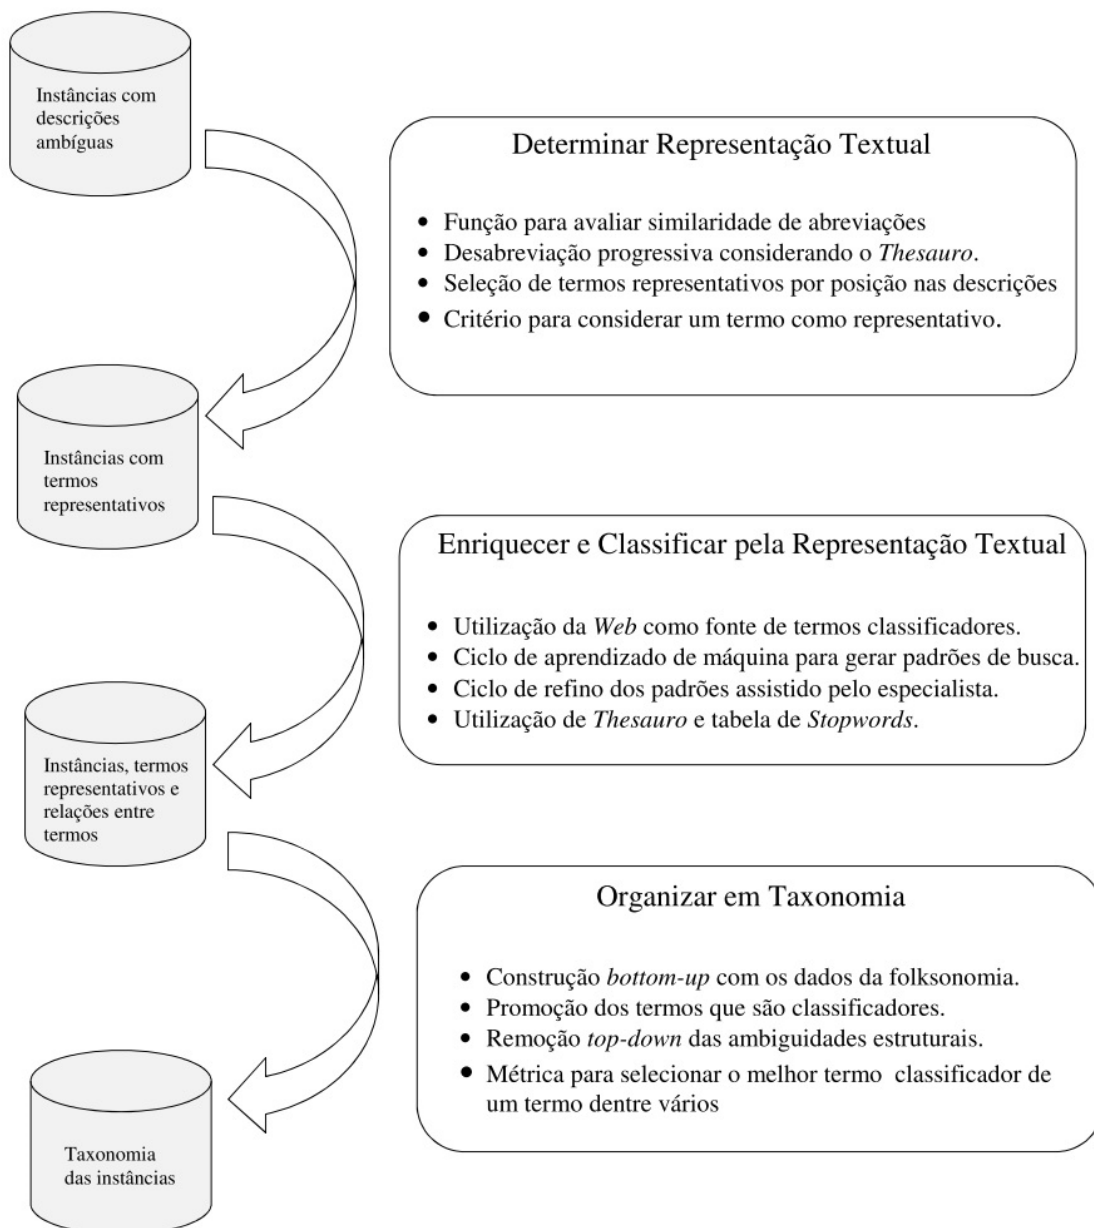 Instâncias com
descrições
ambíguas
Determinar Representação Textual
• Função para avaliar similaridade de abreviações
• Desabreviação progressiva considerando o Thesauro.
• Seleção de termos representativos por posição nas descrições
• Critério para considerar um termo como representativo.
Instâncias com
termos
representativos
Enriquecer e Classificar pela Representação Textual
• Utilização da Web como fonte de termos classificadores.
• Ciclo de aprendizado de máquina para gerar padrões de busca.
• Ciclo de refino dos padrões assistido pelo especialista.
• Utilização de Thesauro e tabela de Stopwords.
Instâncias, termos
representativos e
relações entre
termos
Organizar em Taxonomia
• Construção bottom-up com os dados da folksonomia.
• Promoção dos termos que são classificadores.
• Remoção top-down das ambiguidades estruturais.
• Métrica para selecionar o melhor termo classificador de
um termo dentre vários
Taxonomia
das instâncias